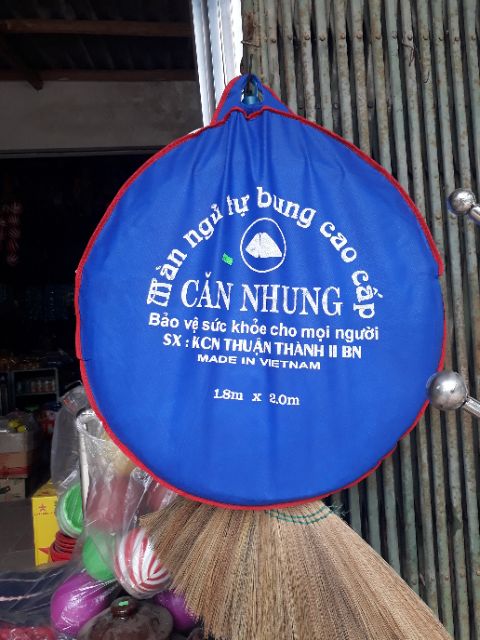 Màn ngủ tự bung cao cấp
CĂN NHUNG
Bảo vệ sức khỏe cho mọi người
SX : KCN THUẬN THÀNH II BN
MADE IN VIETNAM
1.8m x 2.0m